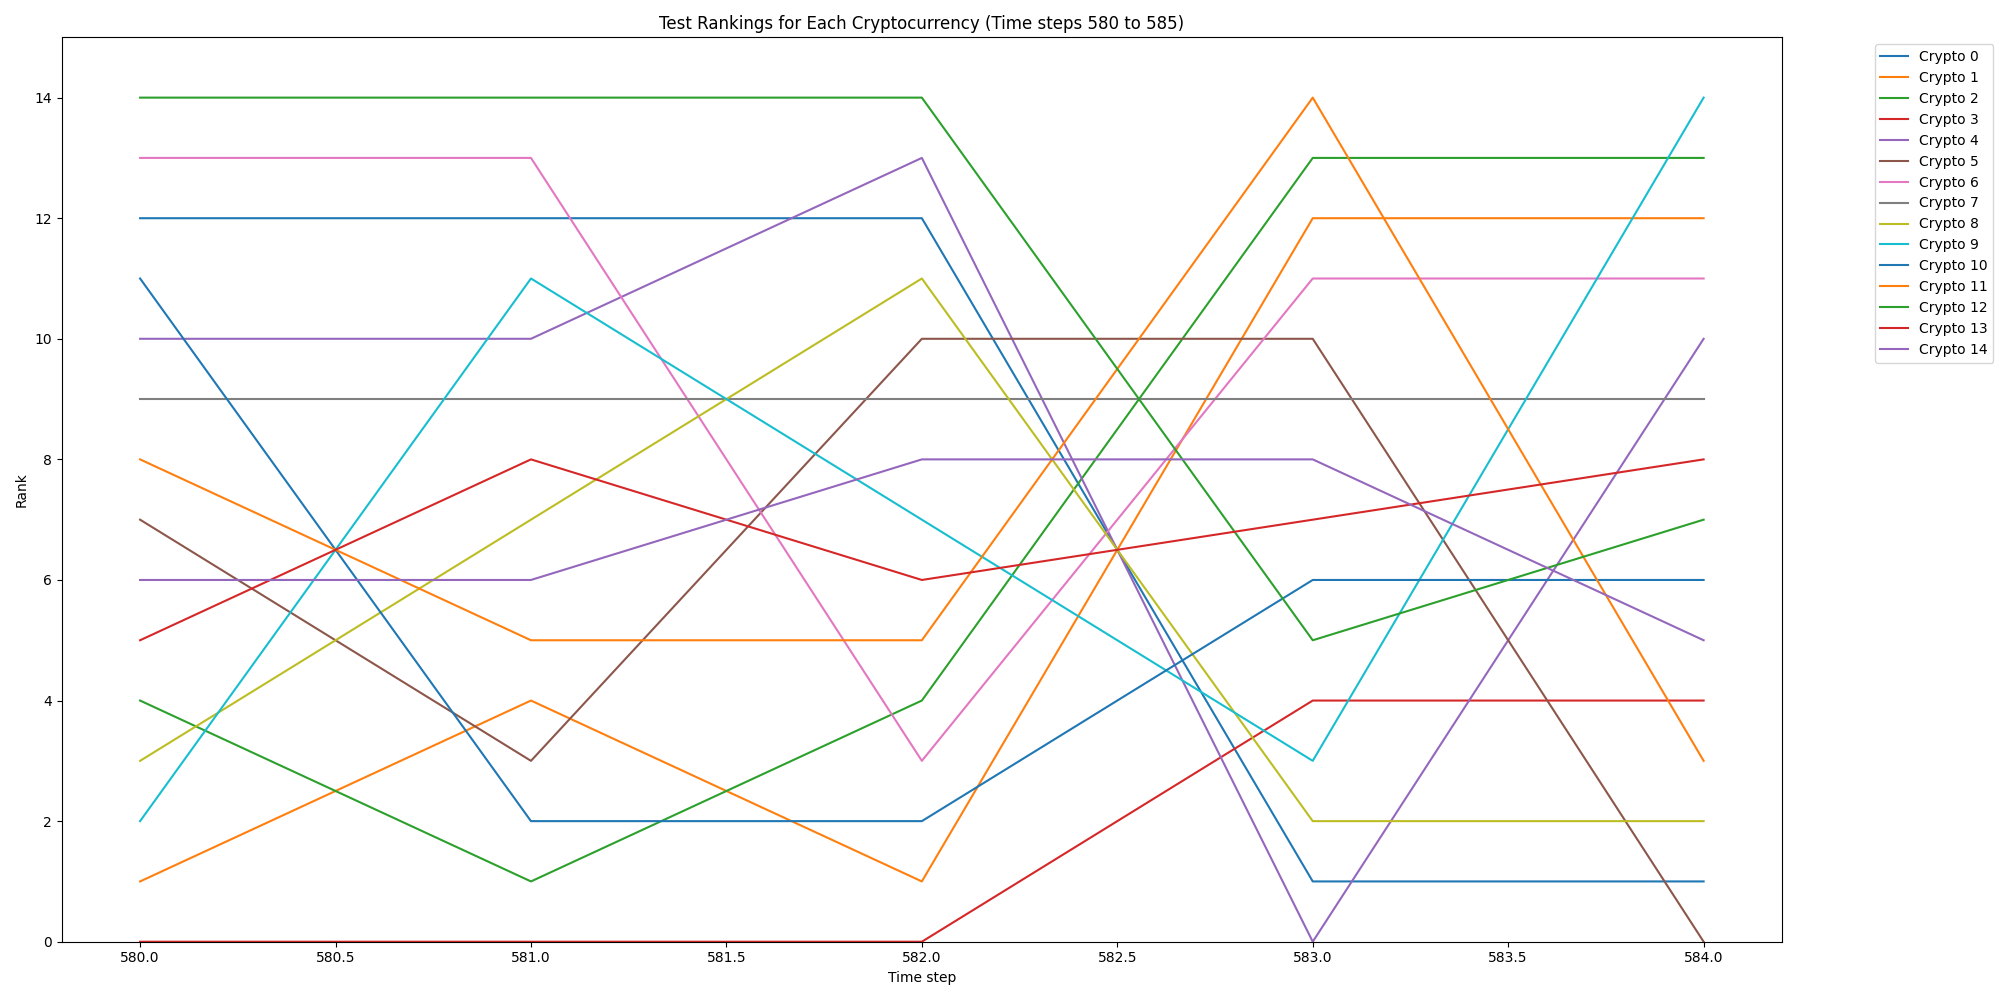 Test Rankings for Each Cryptocurrency (Time steps 580 to 585)
Rank
14
12
10
8
6
4
2
0
580.0 580.5 581.0 581.5 582.0 582.5 583.0 583.5 584.0
Time step
Crypto 0
Crypto 1
Crypto 2
Crypto 3
Crypto 4
Crypto 5
Crypto 6
Crypto 7
Crypto 8
Crypto 9
Crypto 10
Crypto 11
Crypto 12
Crypto 13
Crypto 14